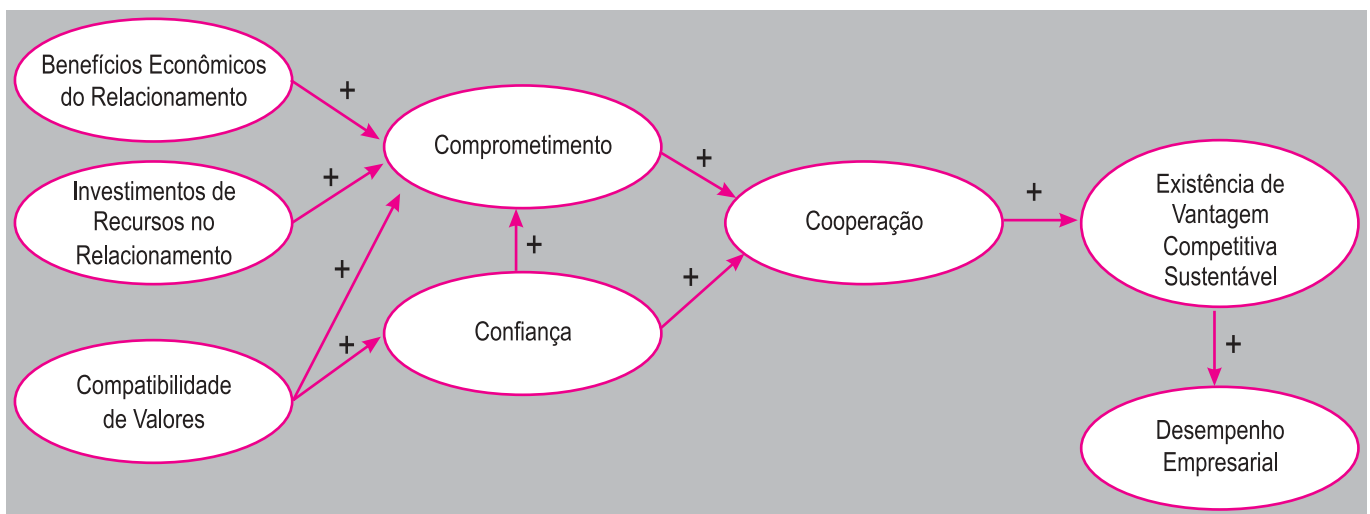 Benefícios Econômicos
do Relacionamento
+
Investimentos de
Recursos no
Relacionamento
+
Compatibilidade
de Valores
+
+
Comprometimento
+
Confiança
+
+
Cooperação
+
Existência de
Vantagem
Competitiva
Sustentável
+
Desempenho
Empresarial